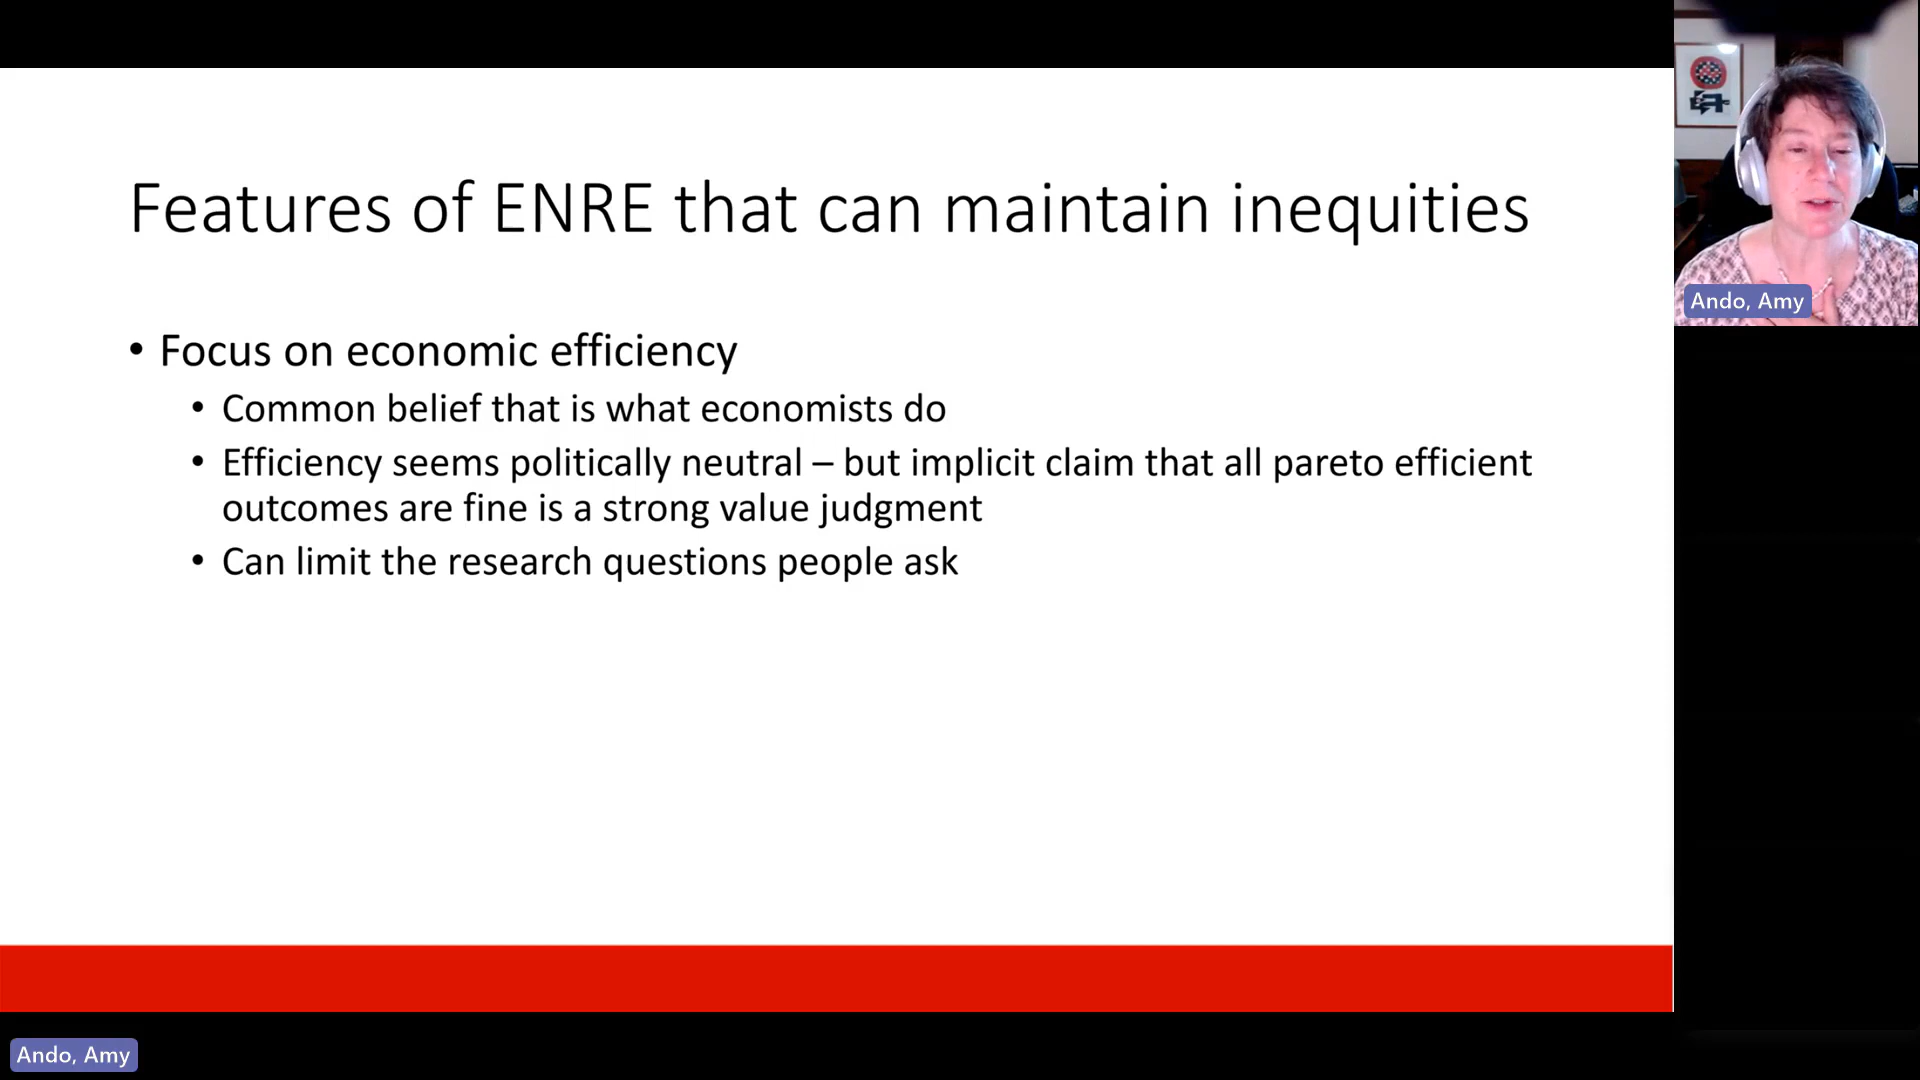 Features of ENRE that can maintain inequities
• Focus on economic efficiency
• Common belief that is what economists do
• Efficiency seems politically neutral – but implicit claim that all pareto efficient
outcomes are fine is a strong value judgment
• Can limit the research questions people ask
Ando, Amy
Ando, Amy